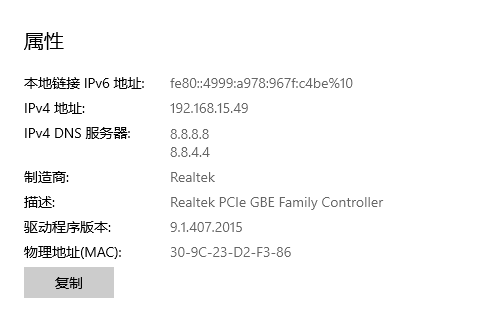 属性
本地链接 IPv6 地址: fe80::4999:a978:967f:c4be%10
IPv4 地址: 192.168.15.49
IPv4 DNS 服务器: 8.8.8.8
8.8.4.4
制造商: Realtek
描述: Realtek PCIe GBE Family Controller
驱动程序版本: 9.1.407.2015
物理地址(MAC): 30-9C-23-D2-F3-86
复制